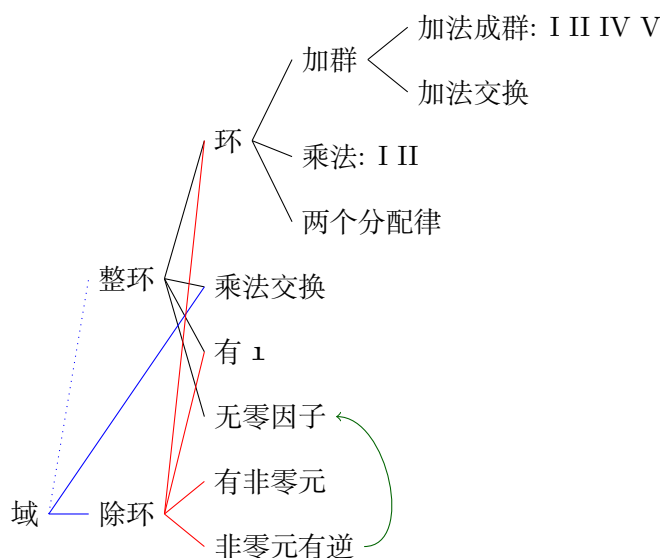 加法成群: I II IV V
加群
加法交换
环
乘法: I II
两个分配律
整环
乘法交换
有 1
无零因子
有非零元
域
除环
非零元有逆